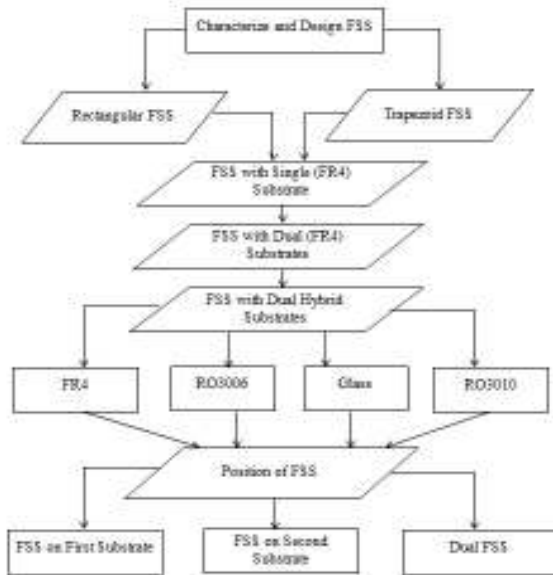 Characterize and Design FSS
Rectangular FSS
Trapezoid FSS
FSS with Single (FR4)
Substrate
FSS with Dual (FR4)
Substrates
FSS with Dual Hybrid
Substrates
FR4
RO3006
Glass
RO3010
Position of FSS
FSS on First Substrate
FSS on Second
Substrate
Dual FSS